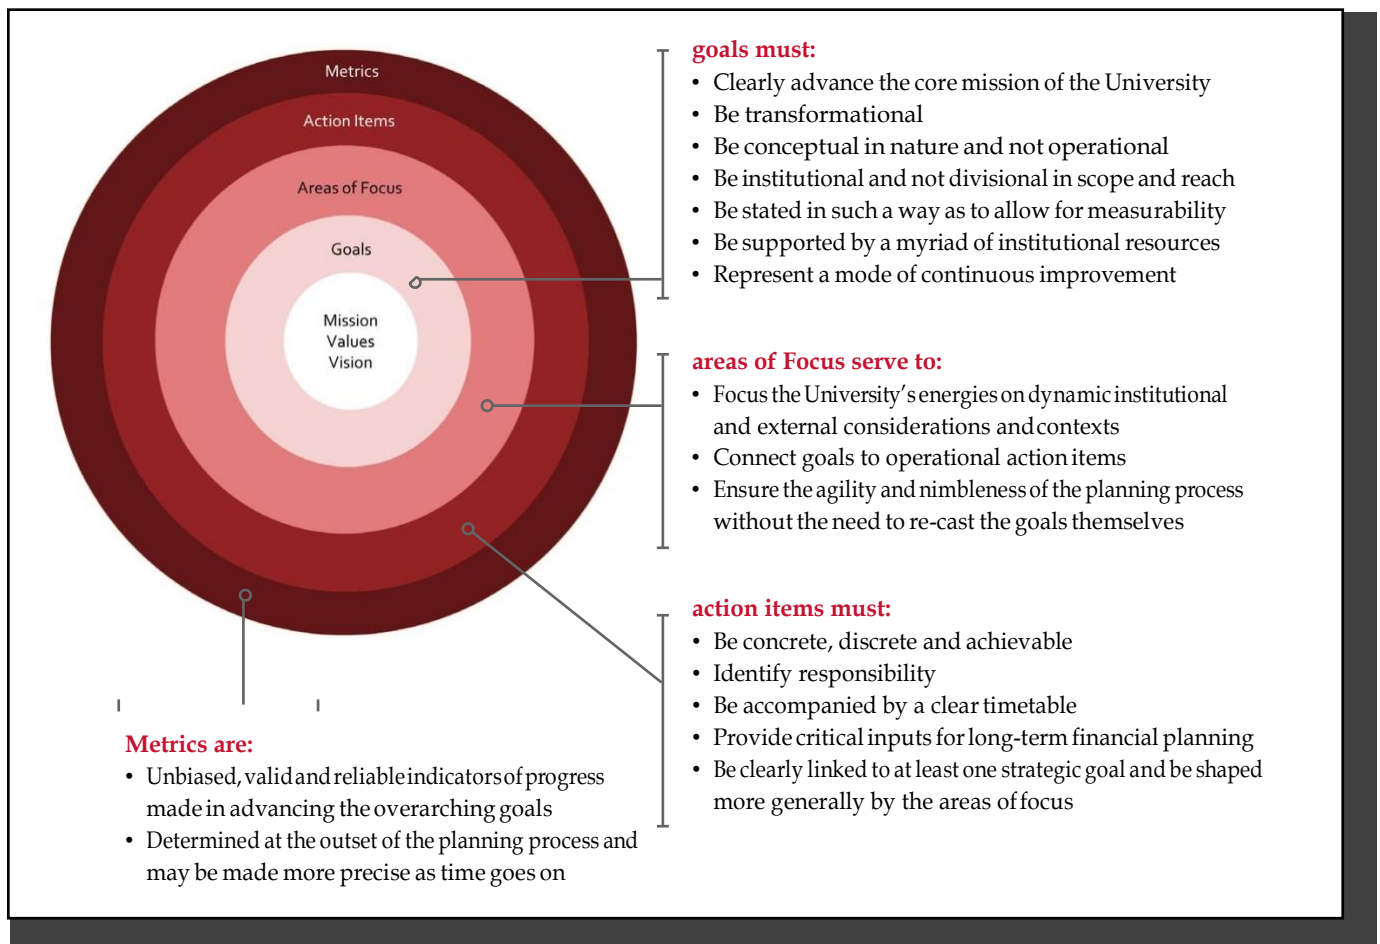 Metrics
Action Items
Areas of Focus
Goals
Mission
Values
Vision
goals must:
• Clearly advance the core mission of the University
• Be transformational
• Be conceptual in nature and not operational
• Be institutional and not divisional in scope and reach
• Be stated in such a way as to allow for measurability
• Be supported by a myriad of institutional resources
• Represent a mode of continuous improvement
areas of Focus serve to:
• Focus the University's energies on dynamic institutional
and external considerations and contexts
• Connect goals to operational action items
• Ensure the agility and nimbleness of the planning process
without the need to re-cast the goals themselves
action items must:
• Be concrete, discrete and achievable
• Identify responsibility
• Be accompanied by a clear timetable
• Provide critical inputs for long-term financial planning
• Be clearly linked to at least one strategic goal and be shaped
more generally by the areas of focus
Metrics are:
• Unbiased, valid and reliable indicators of progress
made in advancing the overarching goals
• Determined at the outset of the planning process and
may be made more precise as time goes on